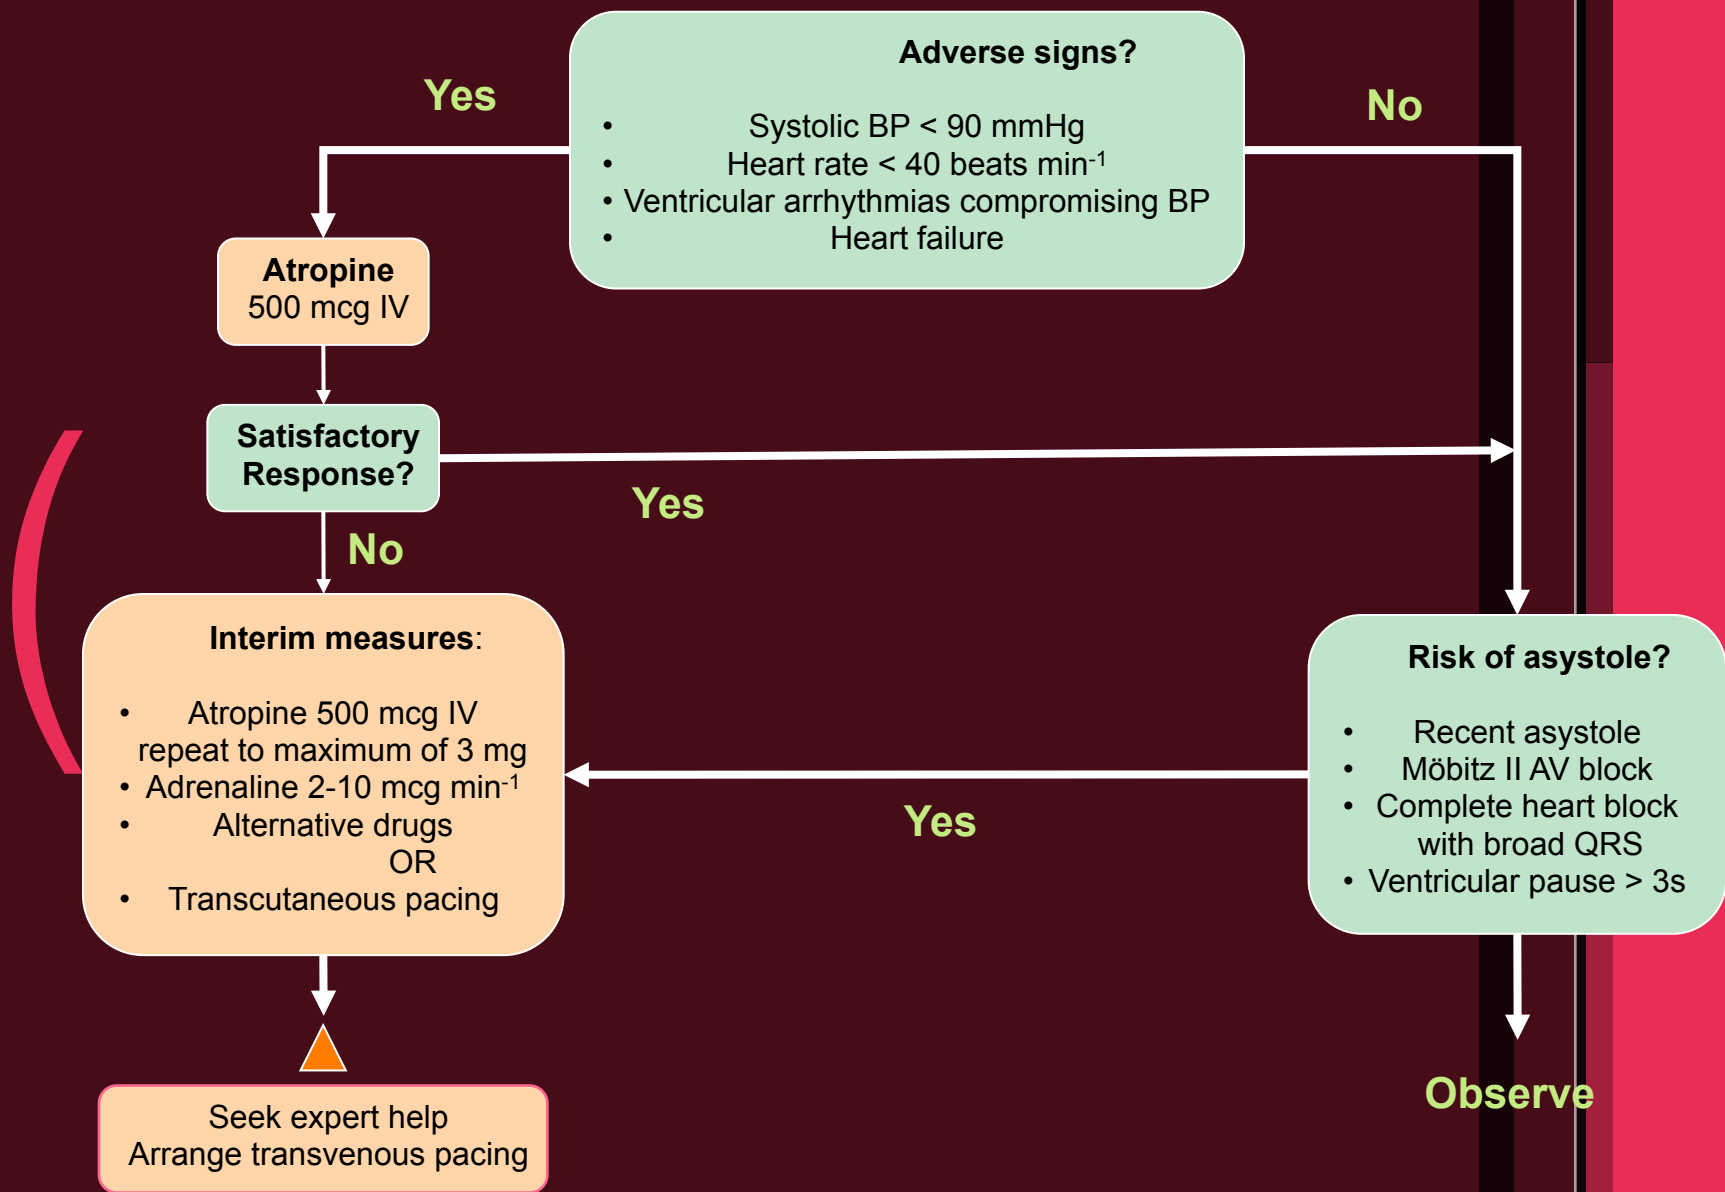 Adverse signs?
Yes
No
• Systolic BP < 90 mmHg
• Heart rate < 40 beats min-1
• Ventricular arrhythmias compromising BP
• Heart failure
Atropine
500 mcg IV
Satisfactory
Response?
Yes
No
Interim measures:
• Atropine 500 mcg IV
repeat to maximum of 3 mg
• Adrenaline 2-10 mcg min-1
• Alternative drugs
OR
• Transcutaneous pacing
Risk of asystole?
• Recent asystole
• Möbitz II AV block
• Complete heart block
with broad QRS
• Ventricular pause > 3s
Yes
Observe
Seek expert help
Arrange transvenous pacing